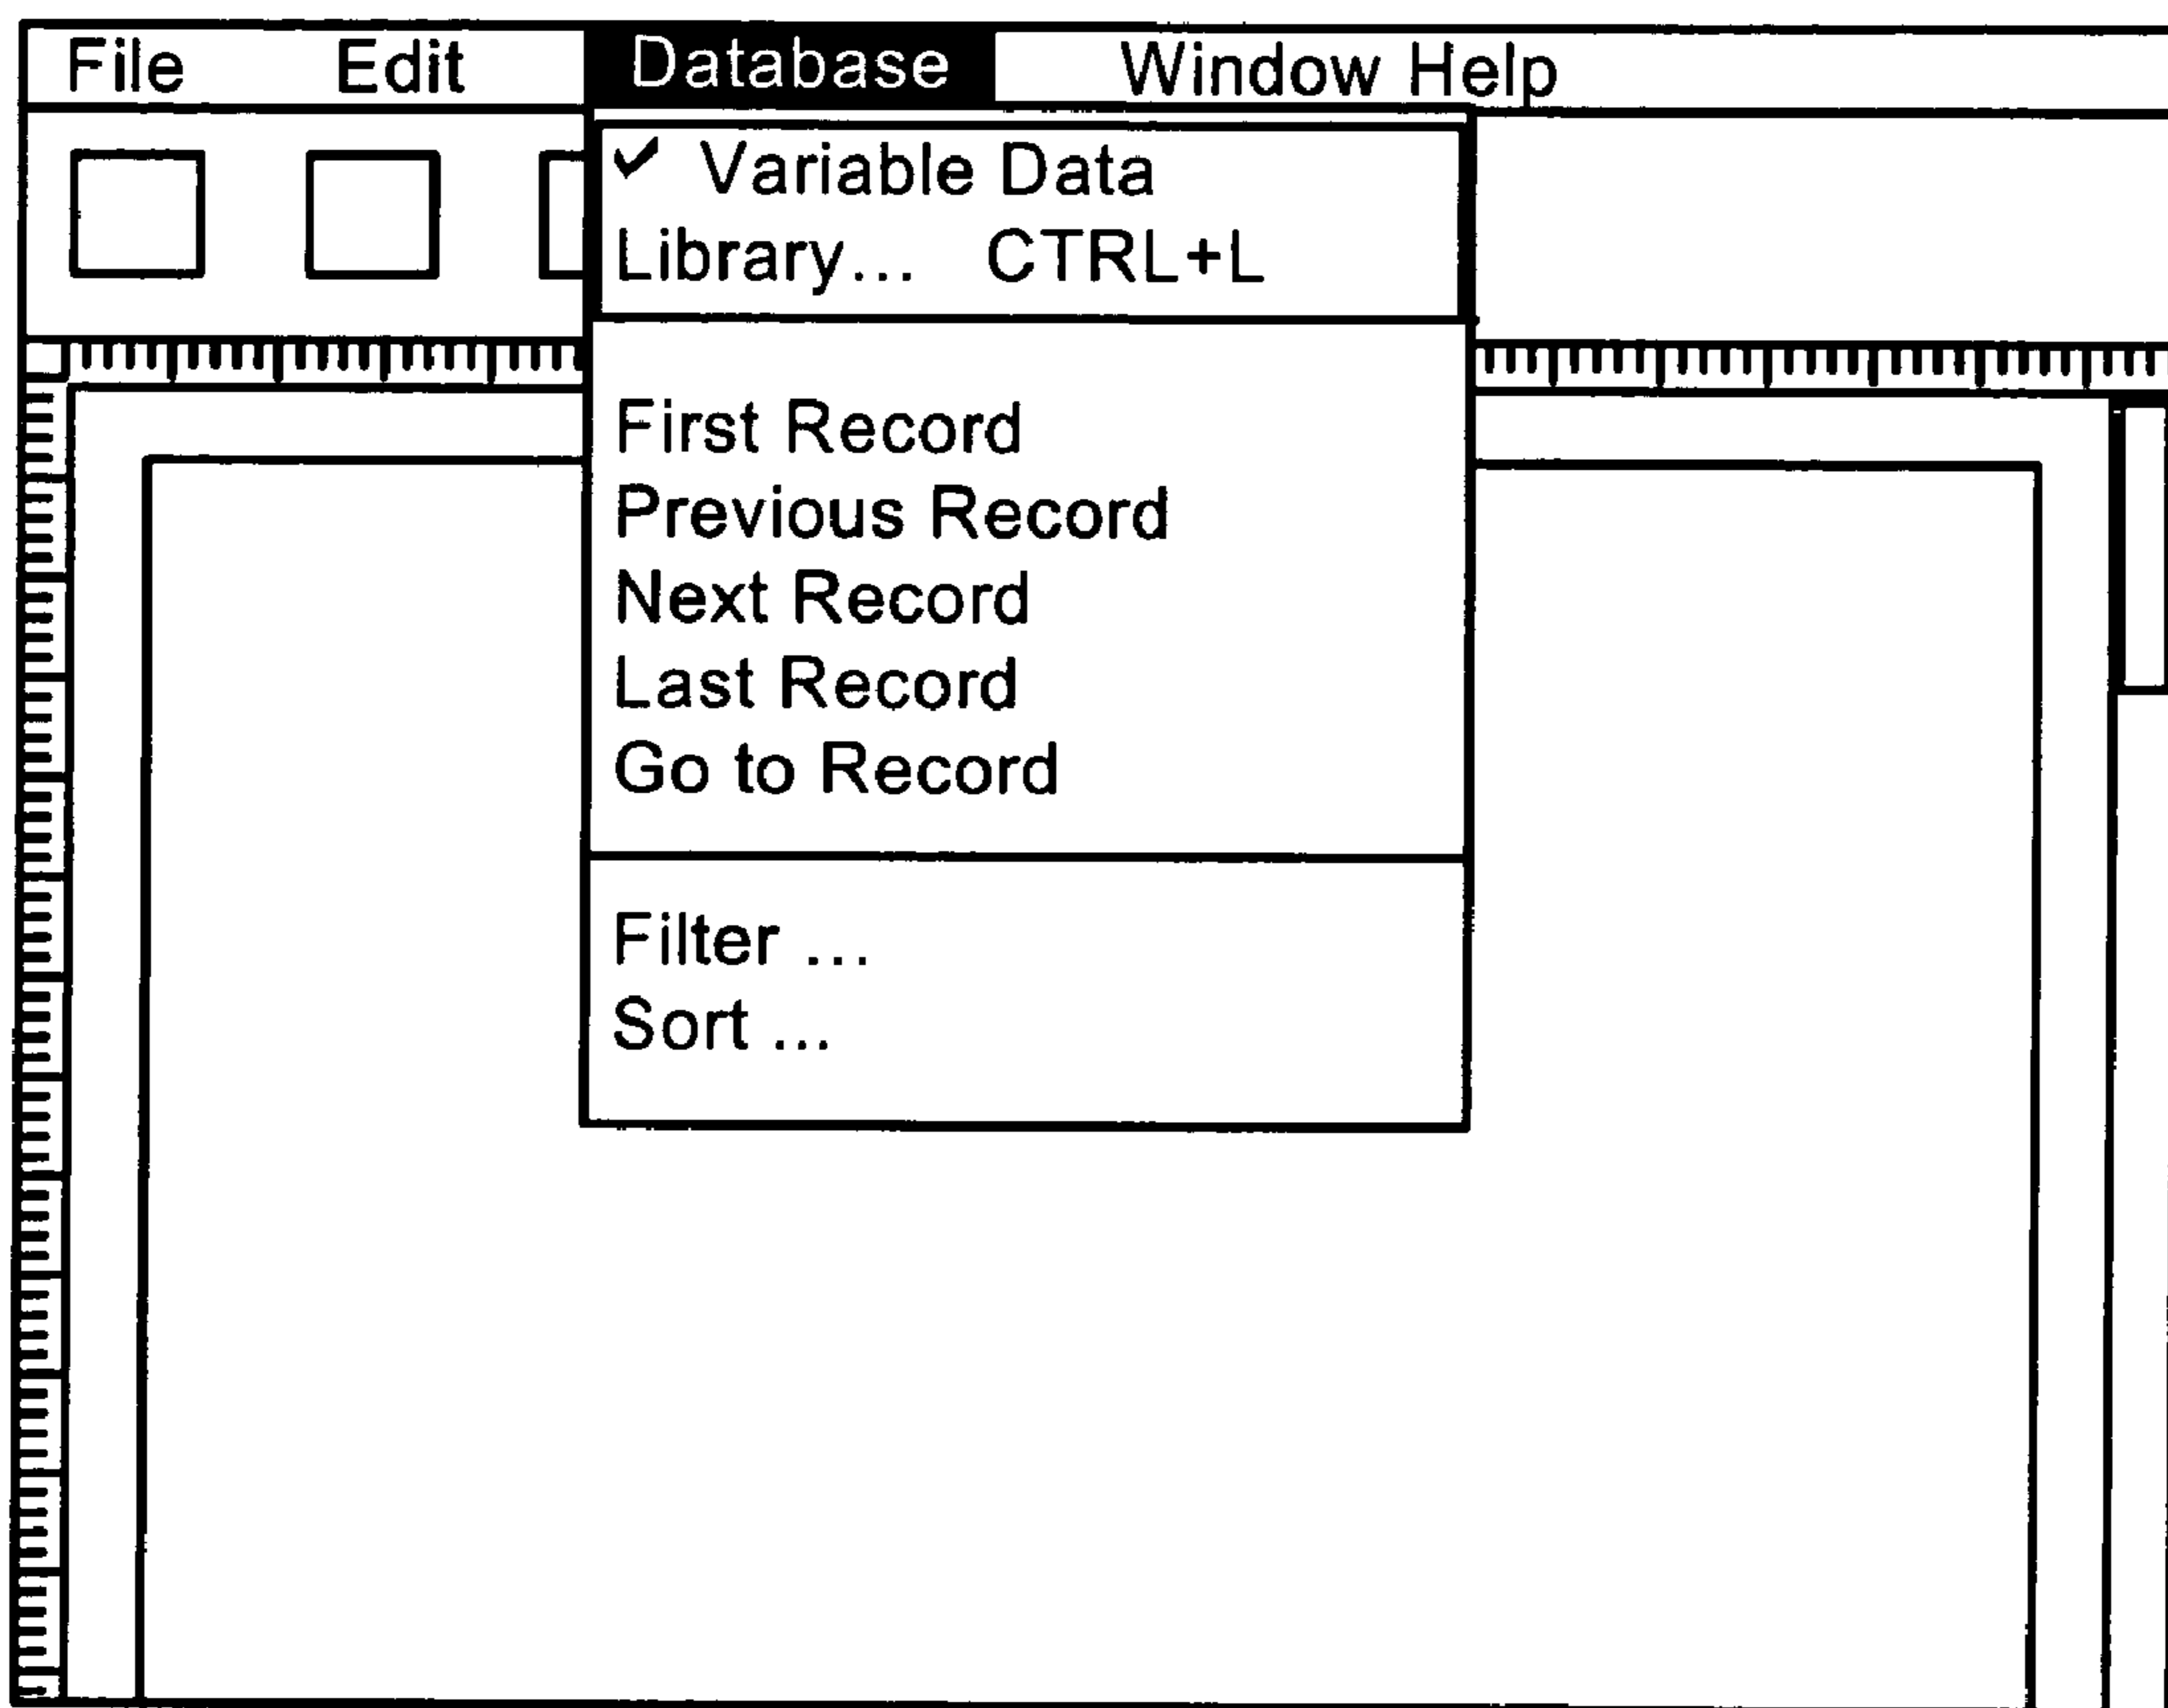 File Edit Database Window Help
✓ Variable Data
Library... CTRL+L
First Record
Previous Record
Next Record
Last Record
Go to Record
Filter ...
Sort ...